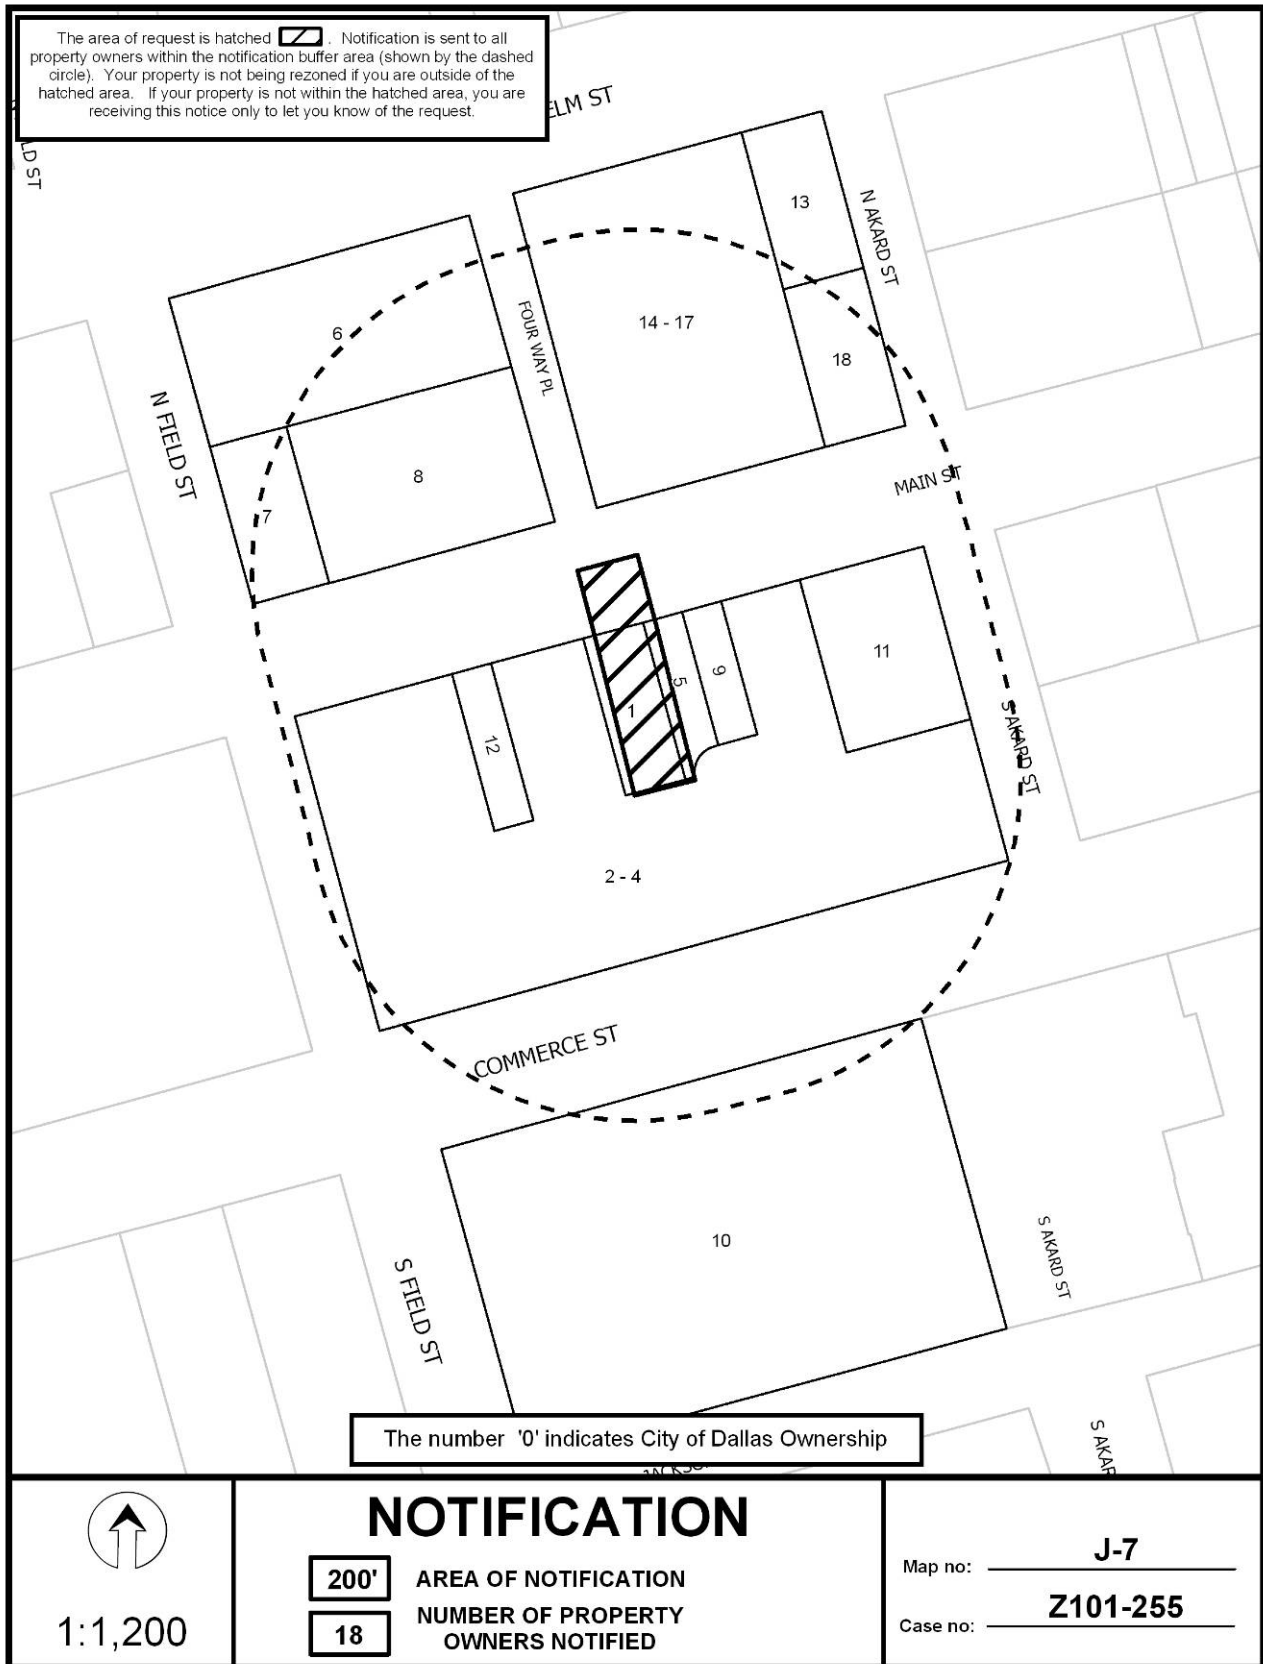 The area of request is hatched . Notification is sent to all
property owners within the notification buffer area (shown by the dashed
circle). Your property is not being rezoned if you are outside of the
hatched area. If your property is not within the hatched area, you are
receiving this notice only to let you know of the request.
ELM ST
LD ST
13
N AKARD ST
6
FOUR WAY PL
14 - 17
18
N FIELD ST
8
7
MAIN ST
11
9
5
1
12
S AKARD ST
2 - 4
COMMERCE ST
10
S AKARD ST
S FIELD ST
S AKAR
The number '0' indicates City of Dallas Ownership
NOTIFICATION
200' AREA OF NOTIFICATION
18 NUMBER OF PROPERTY
OWNERS NOTIFIED
1:1,200
Map no: J-7
Case no: Z101-255